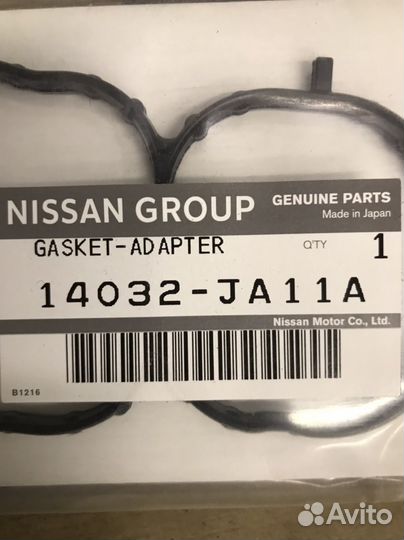 NISSAN GROUP
GENUINE PARTS
Made in Japan
GASKET-ADAPTER
Q'TY 1
14032-JA11A
Nissan Motor Co., Ltd.
B1216
Avito